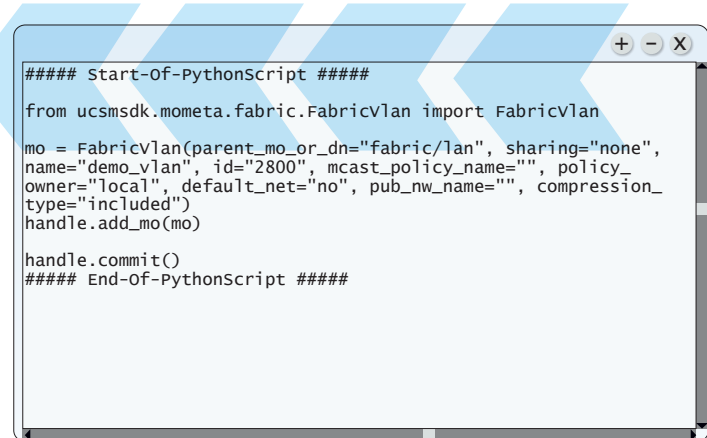 + - X
##### Start-Of-PythonScript #####
from ucsmsdk.mometa.fabric.FabricVlan import FabricVlan
mo = FabricVlan(parent_mo_or_dn="fabric/lan", sharing="none",
name="demo_vlan", id="2800", mcast_policy_name="", policy_
owner="local", default_net="no", pub_nw_name="", compression_
type="included")
handle.add_mo(mo)
handle.commit()
##### End-Of-PythonScript #####